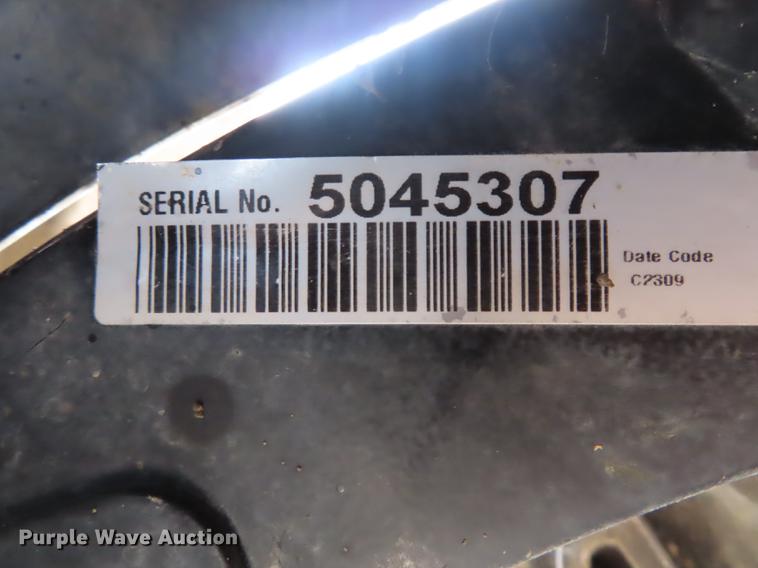 SERIAL No. 5045307
Date Code
C2309
Purple Wave Auction